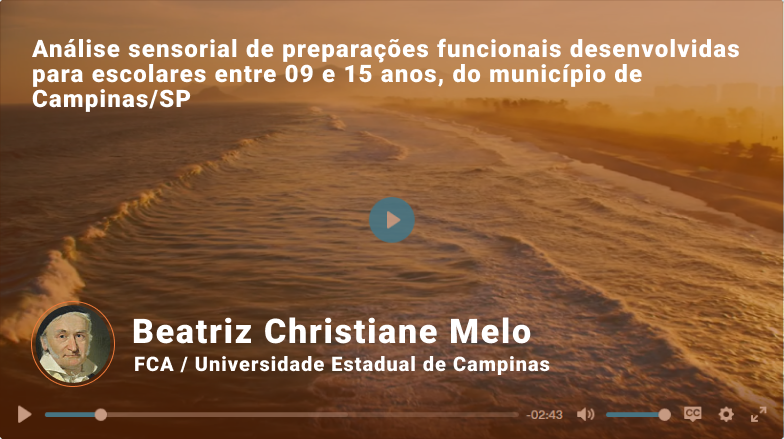 Análise sensorial de preparações funcionais desenvolvidas
para escolares entre 09 e 15 anos, do município de
Campinas/SP
Beatriz Christiane Melo
FCA / Universidade Estadual de Campinas
-02:43
CC